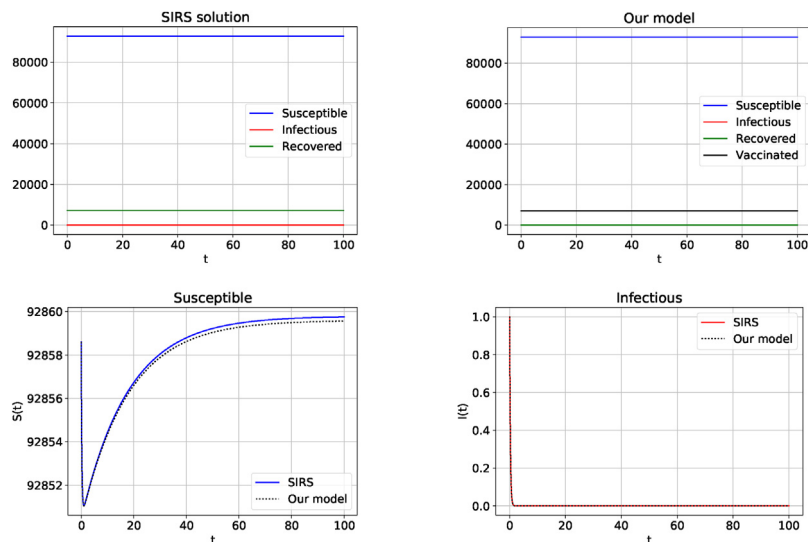 SIRS solution
80000
60000
40000
20000
0
Susceptible
Infectious
Recovered
0 20 40 60 80 100
t
Our model
80000
60000
40000
20000
0
Susceptible
Infectious
Recovered
Vaccinated
0 20 40 60 80 100
t
Susceptible
S(t)
92860
92858
92856
92854
92852
SIRS
Our model
0 20 40 60 80 100
t
Infectious
I(t)
1.0
0.8
0.6
0.4
0.2
0.0
SIRS
Our model
0 20 40 60 80 100
t